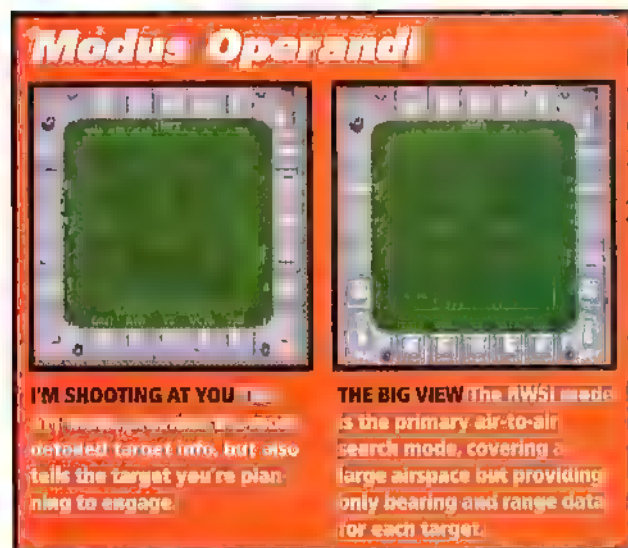 Modus Operandi
I'M SHOOTING AT YOU
detailed target info, but also
tells the target you're plan-
ning to engage.
THE BIG VIEW The mode
is the primary air-to-air
search mode, covering a
large airspace but providing
only bearing and range data
for each target.